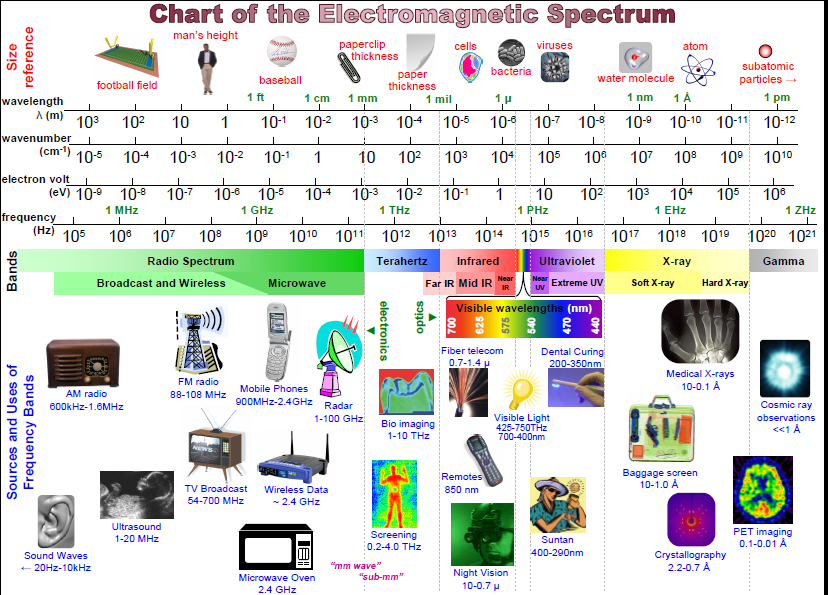 Chart of the Electromagnetic Spectrum
Size reference
football field
man's height
baseball
paperclip thickness
paper thickness
cells
bacteria
viruses
water molecule
atom
subatomic particles →
wavelength λ (m)
1 ft 1 cm 1 mm 1 mil 1 µ 1 nm 1 Å 1 pm
10³ 10² 10 1 10⁻¹ 10⁻² 10⁻³ 10⁻⁴ 10⁻⁵ 10⁻⁶ 10⁻⁷ 10⁻⁸ 10⁻⁹ 10⁻¹⁰ 10⁻¹¹ 10⁻¹²
wavenumber (cm⁻¹)
10⁻⁵ 10⁻⁴ 10⁻³ 10⁻² 10⁻¹ 1 10 10² 10³ 10⁴ 10⁵ 10⁶ 10⁷ 10⁸ 10⁹ 10¹⁰
electron volt (eV)
10⁻⁹ 10⁻⁸ 10⁻⁷ 10⁻⁶ 10⁻⁵ 10⁻⁴ 10⁻³ 10⁻² 10⁻¹ 1 10 10² 10³ 10⁴ 10⁵ 10⁶
frequency (Hz)
1 MHz 1 GHz 1 THz 1 PHz 1 EHz 1 ZHz
10⁵ 10⁶ 10⁷ 10⁸ 10⁹ 10¹⁰ 10¹¹ 10¹² 10¹³ 10¹⁴ 10¹⁵ 10¹⁶ 10¹⁷ 10¹⁸ 10¹⁹ 10²⁰ 10²¹
Bands
Radio Spectrum Terahertz Infrared Ultraviolet X-ray Gamma
Broadcast and Wireless Microwave Far IR Mid IR Near IR Near UV Extreme UV Soft X-ray Hard X-ray
electronics
optics
Visible wavelengths (nm)
700 625 575 540 470 440
Sources and Uses of Frequency Bands
AM radio
600kHz-1.6MHz
FM radio
88-108 MHz
Mobile Phones
900MHz-2.4GHz
Radar
1-100 GHz
Bio imaging
1-10 THz
Fiber telecom
0.7-1.4 µ
Visible Light
425-750THz
700-400nm
Dental Curing
200-350nm
Medical X-rays
10-0.1 Å
Cosmic ray
observations
<<1 Å
Sound Waves
← 20Hz-10kHz
Ultrasound
1-20 MHz
TV Broadcast
54-700 MHz
NEWS
Wireless Data
~ 2.4 GHz
Microwave Oven
2.4 GHz
"mm wave"
"sub-mm"
Screening
0.2-4.0 THz
Remotes
850 nm
Night Vision
10-0.7 µ
Suntan
400-290nm
Baggage screen
10-1.0 Å
Crystallography
2.2-0.7 Å
PET imaging
0.1-0.01 Å